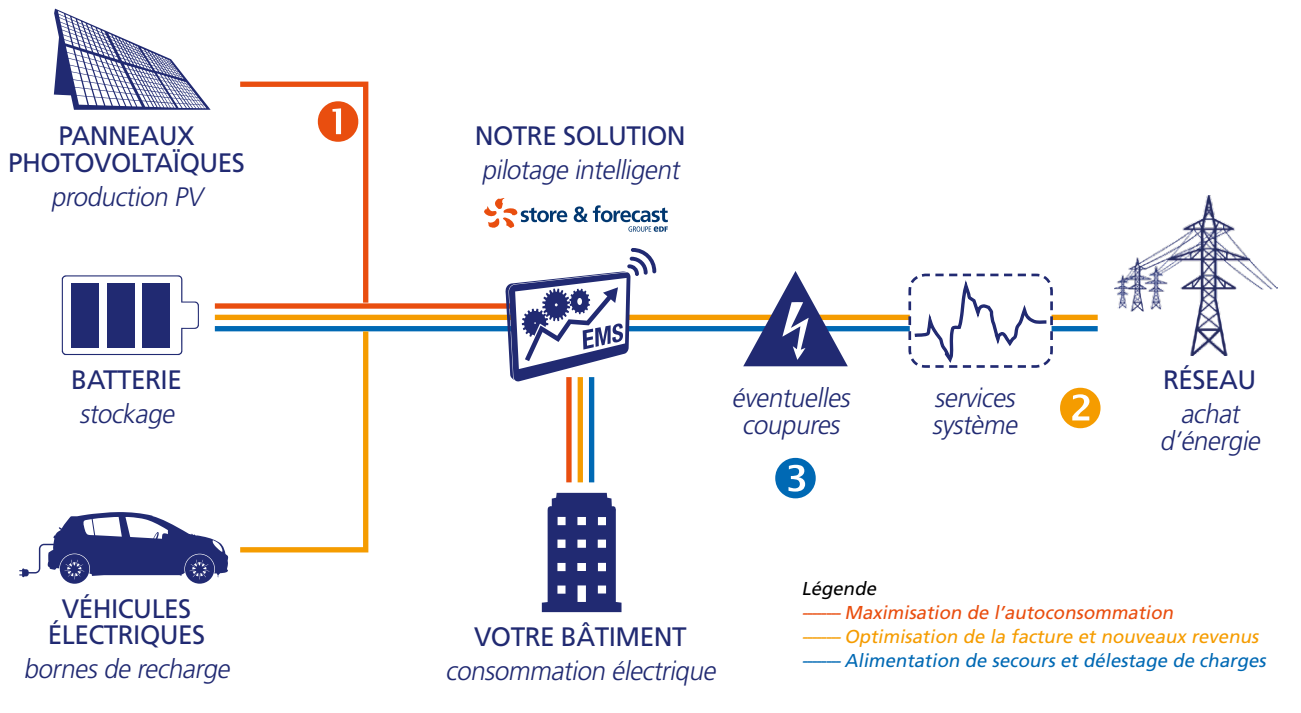 1
PANNEAUX
PHOTOVOLTAÏQUES
production PV
NOTRE SOLUTION
pilotage intelligent
store & forecast
GROUPE EDF
EMS
BATTERIE
stockage
éventuelles
coupures
3
services
système
2
RÉSEAU
achat
d'énergie
VÉHICULES
ÉLECTRIQUES
bornes de recharge
VOTRE BÂTIMENT
consommation électrique
Légende
Maximisation de l'autoconsommation
Optimisation de la facture et nouveaux revenus
Alimentation de secours et délestage de charges